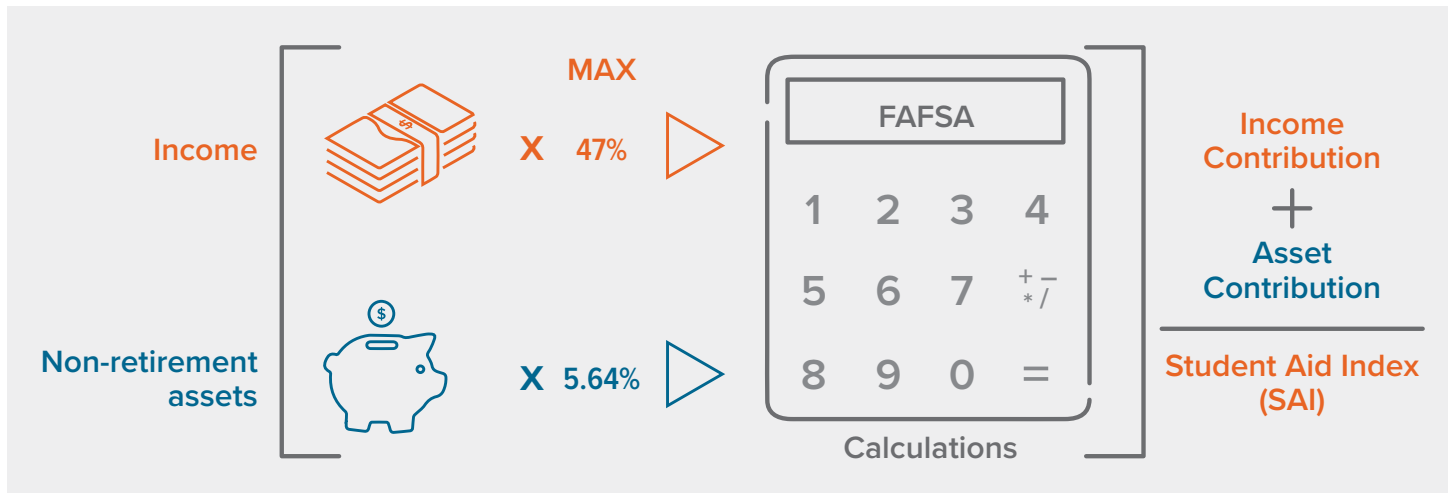 MAX
Income
$
X 47%
FAFSA
1 2 3 4
5 6 7 + − * /
8 9 0 =
Calculations
Non-retirement
assets
$
X 5.64%
Income
Contribution
+
Asset
Contribution
Student Aid Index
(SAI)